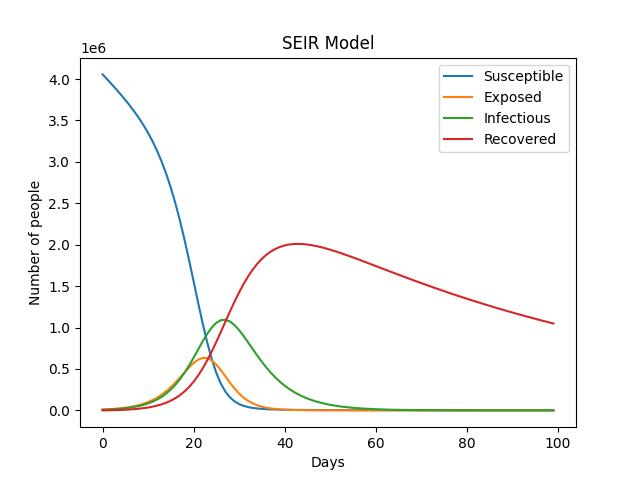 SEIR Model
1e6
Number of people
4.0
3.5
3.0
2.5
2.0
1.5
1.0
0.5
0.0
Susceptible
Exposed
Infectious
Recovered
0 20 40 60 80 100
Days